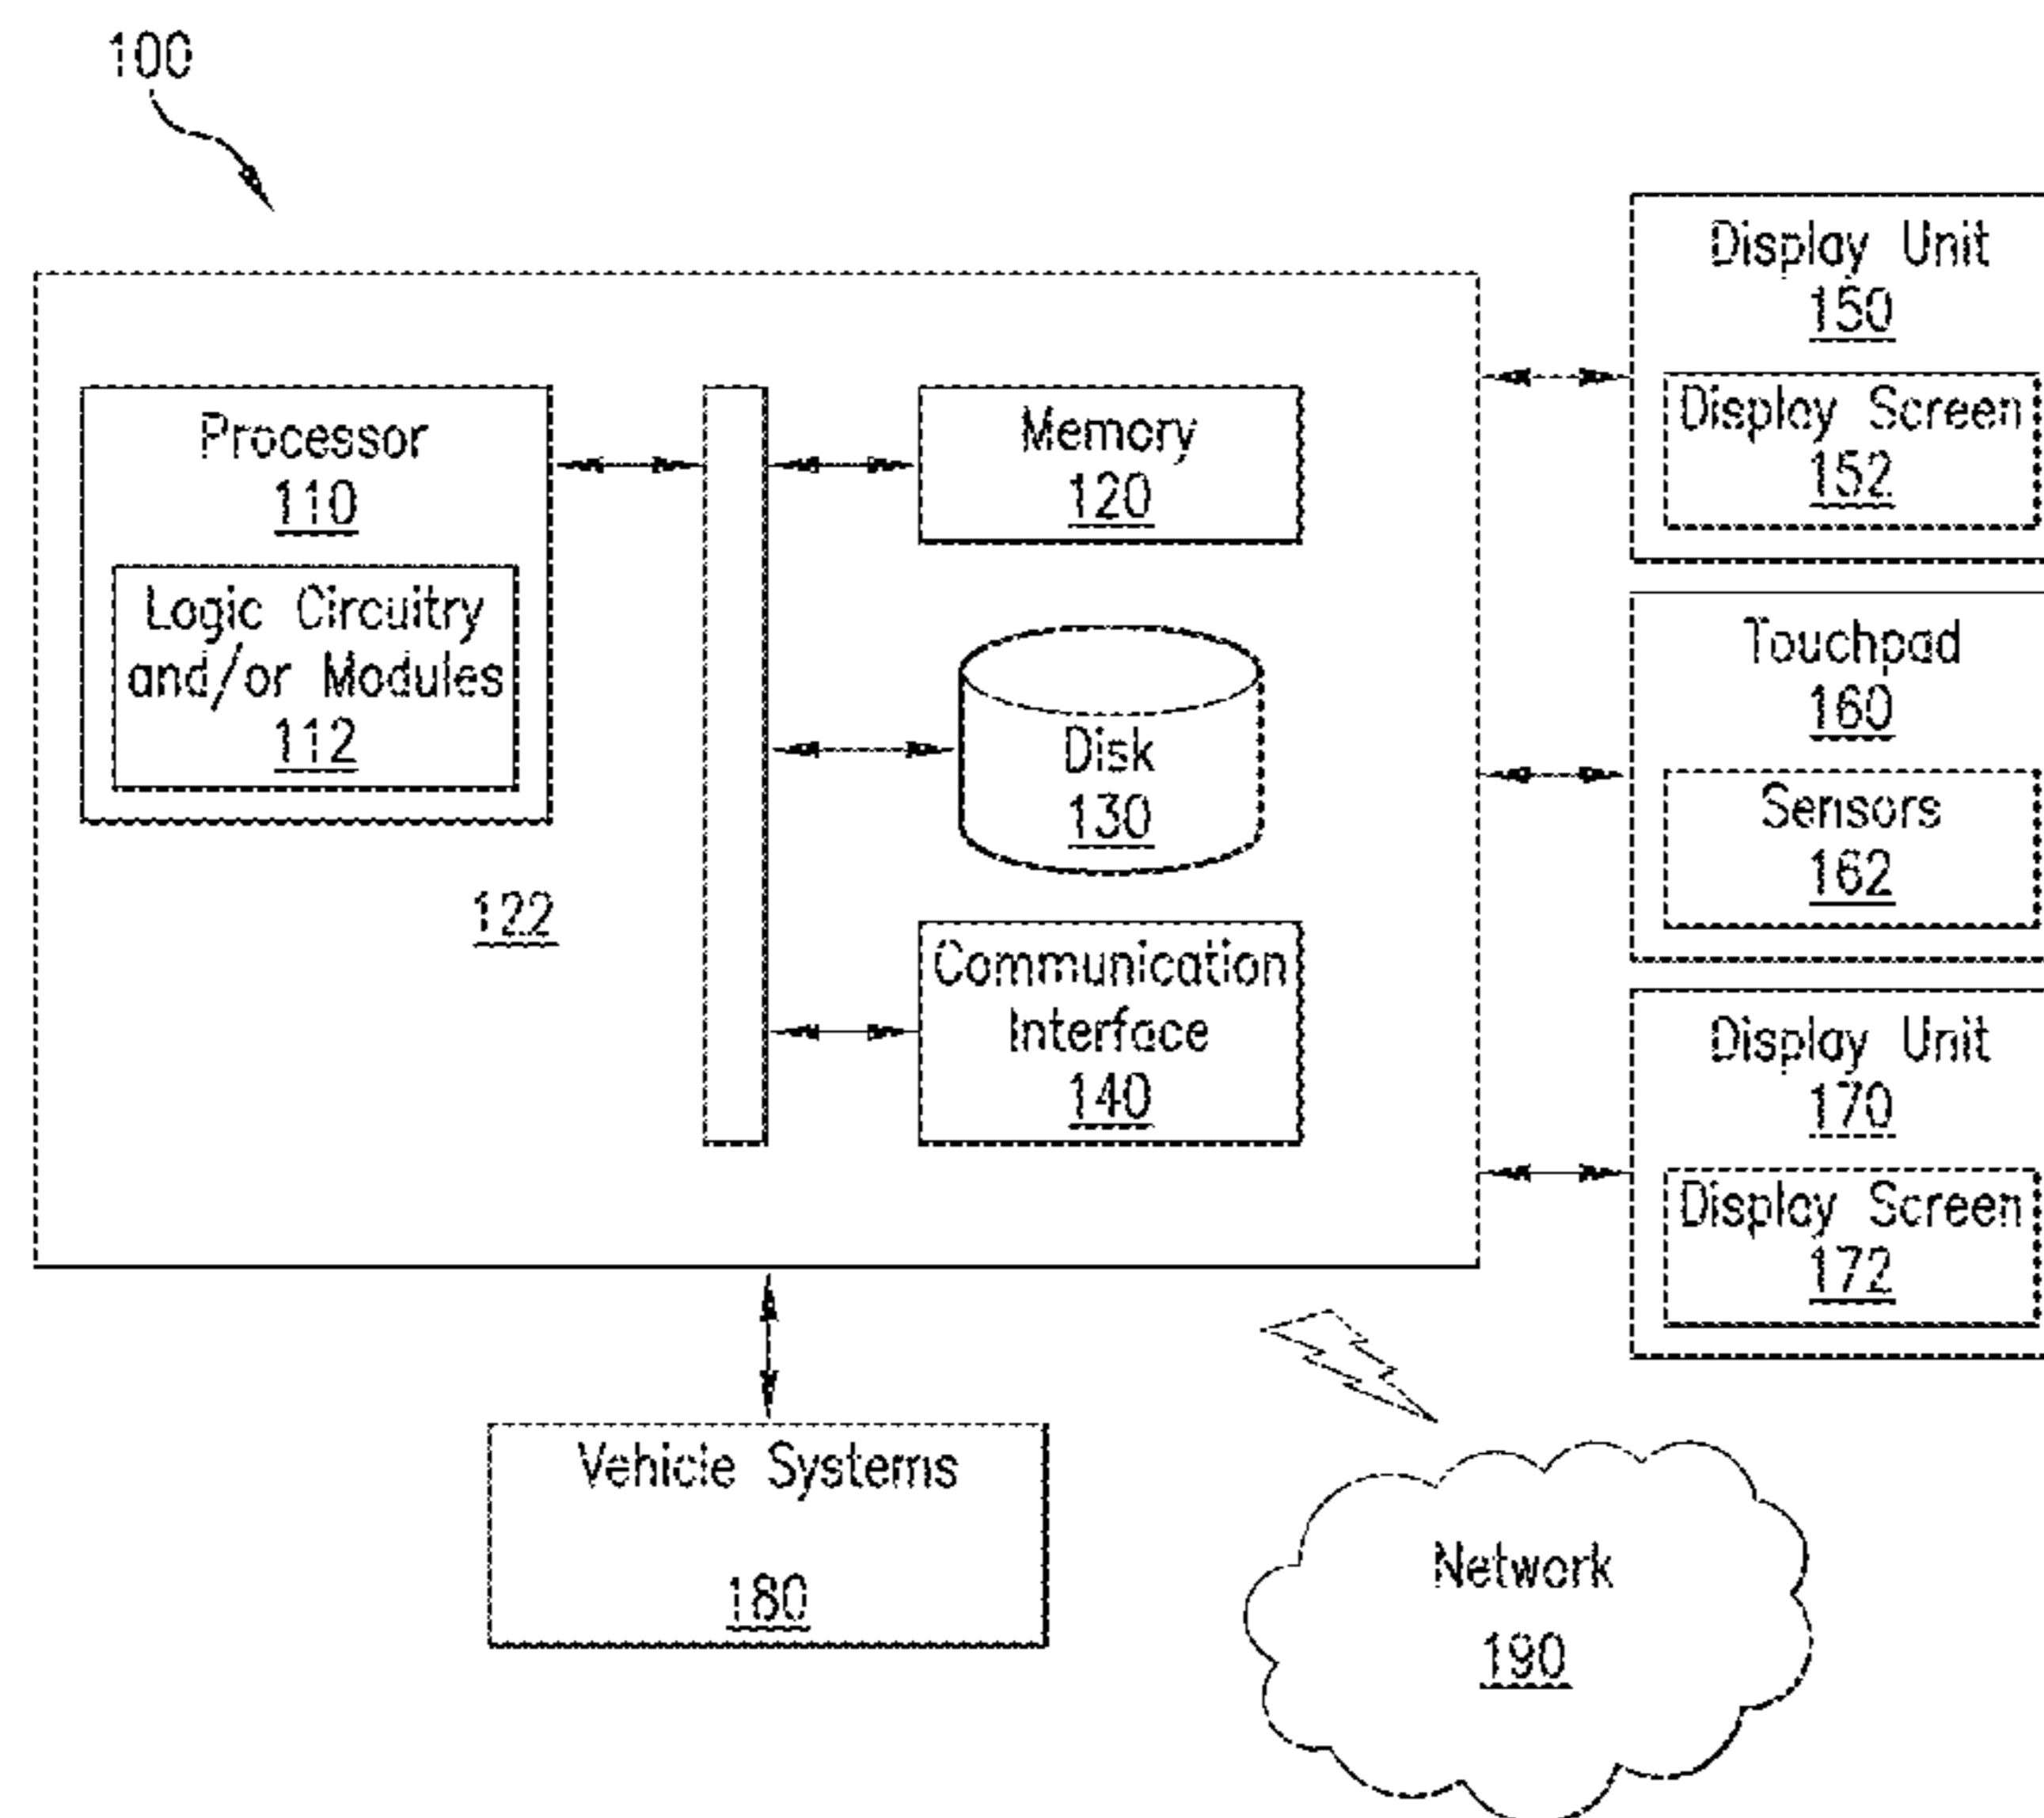 100
Processor
110
Logic Circuitry
and/or Modules
112
122
Memory
120
Disk
130
Communication
Interface
140
Display Unit
150
Display Screen
152
Touchpad
160
Sensors
162
Display Unit
170
Display Screen
172
Vehicle Systems
180
Network
190